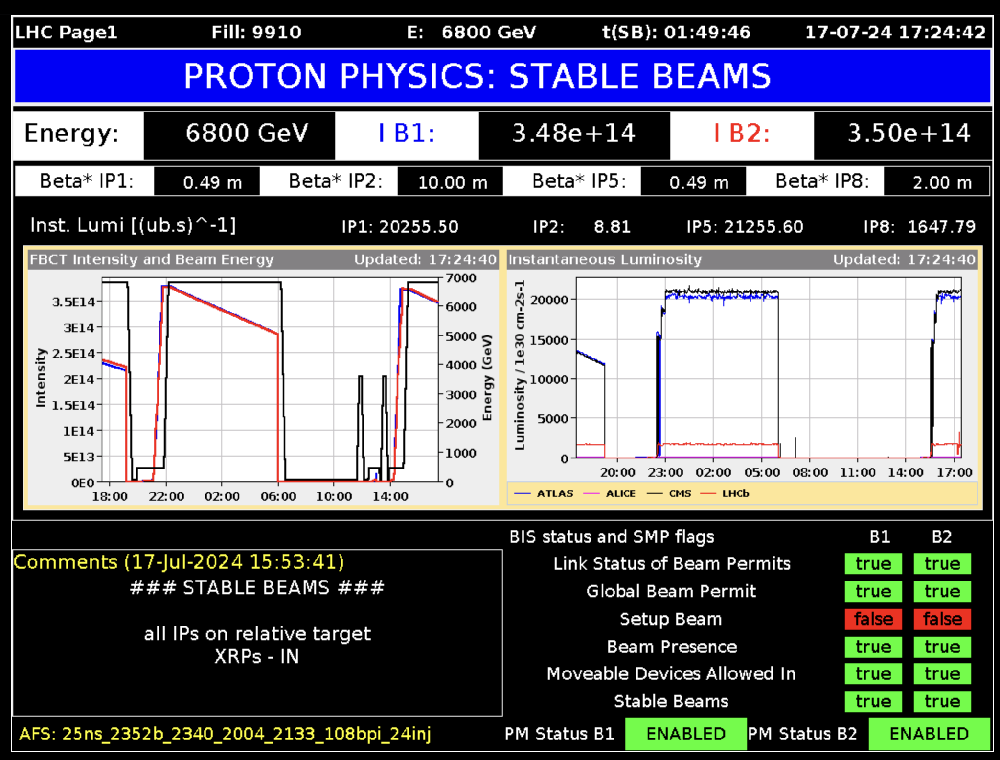 LHC Page1 Fill: 9910 E: 6800 GeV t(SB): 01:49:46 17-07-24 17:24:42
PROTON PHYSICS: STABLE BEAMS
Energy: 6800 GeV I B1: 3.48e+14 I B2: 3.50e+14
Beta* IP1: 0.49 m Beta* IP2: 10.00 m Beta* IP5: 0.49 m Beta* IP8: 2.00 m
Inst. Lumi [(ub.s)^-1] IP1: 20255.50 IP2: 8.81 IP5: 21255.60 IP8: 1647.79
FBCT Intensity and Beam Energy Updated: 17:24:40
Intensity
3.5E14
3E14
2.5E14
2E14
1.5E14
1E14
5E13
0E0
7000
6000
5000
4000
3000
2000
1000
0
Energy (GeV)
18:00 22:00 02:00 06:00 10:00 14:00
Instantaneous Luminosity Updated: 17:24:40
Luminosity / 1e30 cm-2s-1
20000
15000
10000
5000
0
20:00 23:00 02:00 05:00 08:00 11:00 14:00 17:00
ATLAS ALICE CMS LHCb
Comments (17-Jul-2024 15:53:41)
### STABLE BEAMS ###
all IPs on relative target
XRPs - IN
BIS status and SMP flags B1 B2
Link Status of Beam Permits true true
Global Beam Permit true true
Setup Beam false false
Beam Presence true true
Moveable Devices Allowed In true true
Stable Beams true true
AFS: 25ns_2352b_2340_2004_2133_108bpi_24inj PM Status B1 ENABLED PM Status B2 ENABLED